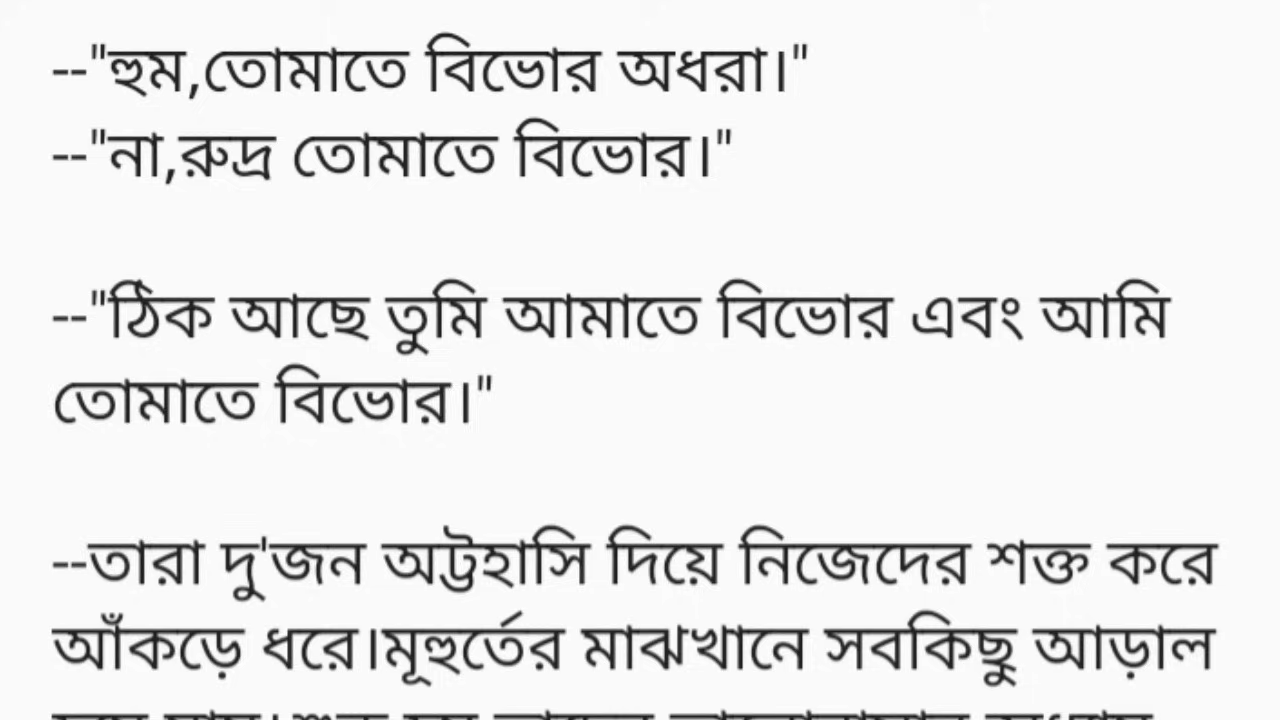 --"হুম,তোমাতে বিভোর অধরা।"
--"না,রুদ্র তোমাতে বিভোর।"
--"ঠিক আছে তুমি আমাতে বিভোর এবং আমি
তোমাতে বিভোর।"
--তারা দু'জন অট্টহাসি দিয়ে নিজেদের শক্ত করে
আঁকড়ে ধরে।মূহুর্তের মাঝখানে সবকিছু আড়াল